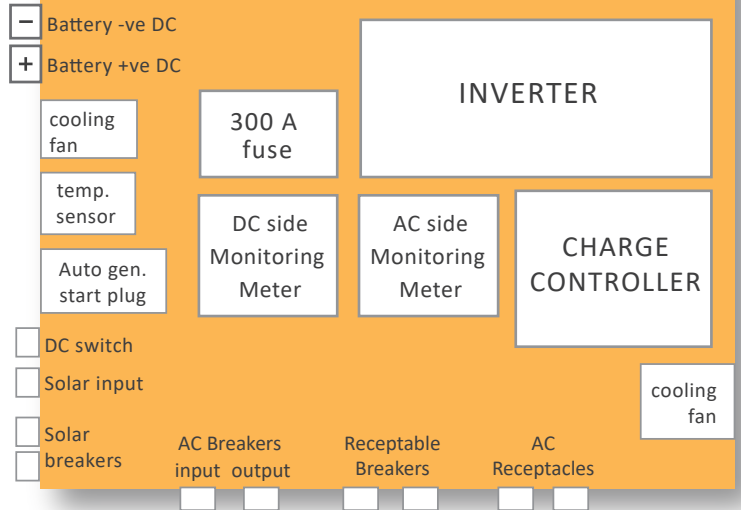 − Battery -ve DC
+ Battery +ve DC
cooling
fan
temp.
sensor
Auto gen.
start plug
300 A
fuse
INVERTER
DC side
Monitoring
Meter
AC side
Monitoring
Meter
CHARGE
CONTROLLER
DC switch
Solar input
Solar
breakers
cooling
fan
AC Breakers
input output
Receptable
Breakers
AC
Receptacles